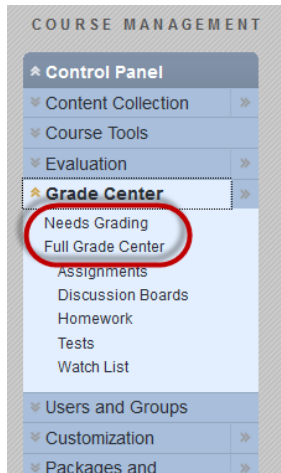 COURSE MANAGEMENT
Control Panel
Content Collection
Course Tools
Evaluation
Grade Center
Needs Grading
Full Grade Center
Assignments
Discussion Boards
Homework
Tests
Watch List
Users and Groups
Customization
Packages and